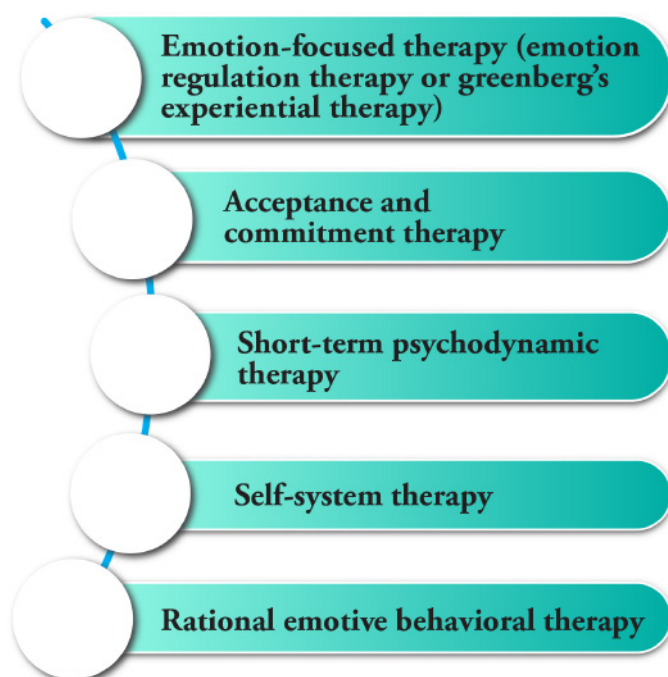 Emotion-focused therapy (emotion
regulation therapy or greenberg’s
experiential therapy)
Acceptance and
commitment therapy
Short-term psychodynamic
therapy
Self-system therapy
Rational emotive behavioral therapy